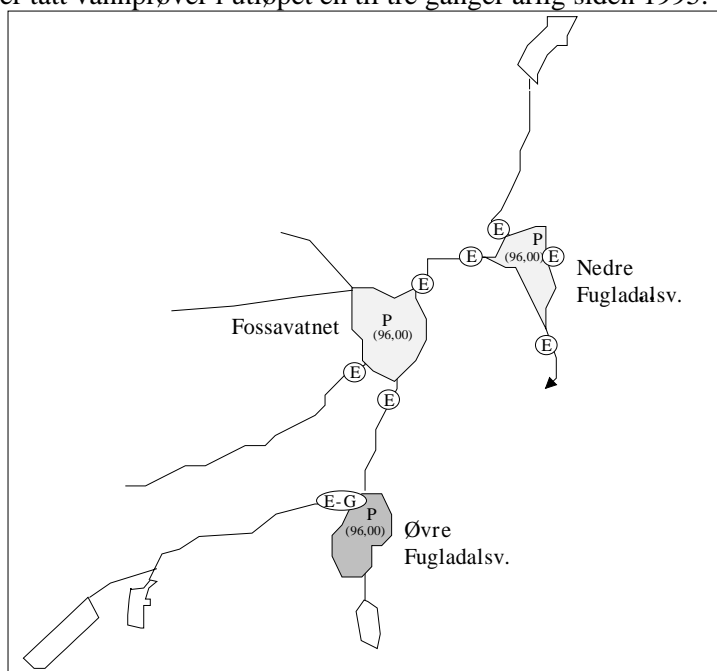 er tatt vannprøver i utløpet en til tre ganger årlig siden 1995.
E
P
(96,00)
E
E
Nedre
Fugladalsv.
E
P
(96,00)
Fossavatnet
E
E
E
E-G
P
(96,00)
Øvre
Fugladalsv.